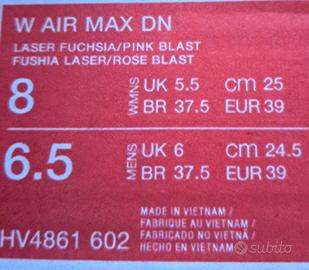 W AIR MAX DN
LASER FUCHSIA/PINK BLAST
FUSHIA LASER/ROSE BLAST
8 WMNS UK 5.5 cm 25
BR 37.5 EUR 39
6.5 MENS UK 6 cm 24.5
BR 37.5 EUR 39
MADE IN VIETNAM/
FABRIQUE AU VIETNAM/
FABRICADO NO VIETNÃ/
HECHO EN VIETNAM/
HV4861 602
subito